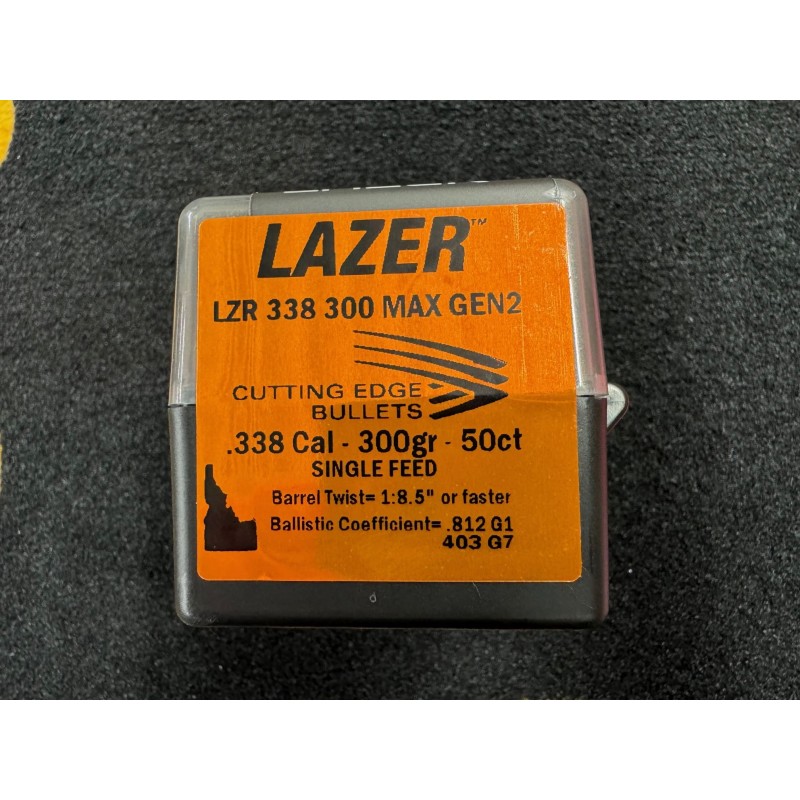 LAZER™
LZR 338 300 MAX GEN2
CUTTING EDGE
BULLETS
.338 Cal - 300gr - 50ct
SINGLE FEED
Barrel Twist= 1:8.5" or faster
Ballistic Coefficient= .812 G1
403 G7